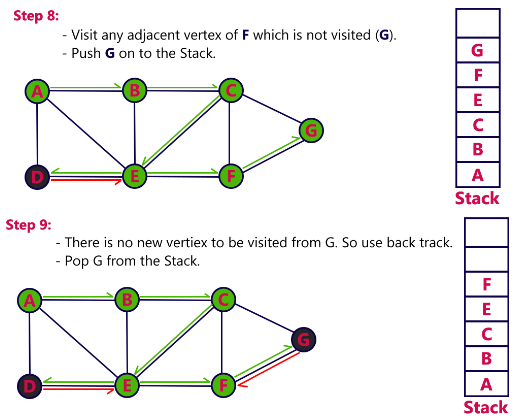 Step 8:
- Visit any adjacent vertex of F which is not visited (G).
- Push G on to the Stack.
A
B
C
G
D
E
F
G
F
E
C
B
A
Stack
Step 9:
- There is no new vertiex to be visited from G. So use back track.
- Pop G from the Stack.
A
B
C
G
D
E
F
F
E
C
B
A
Stack